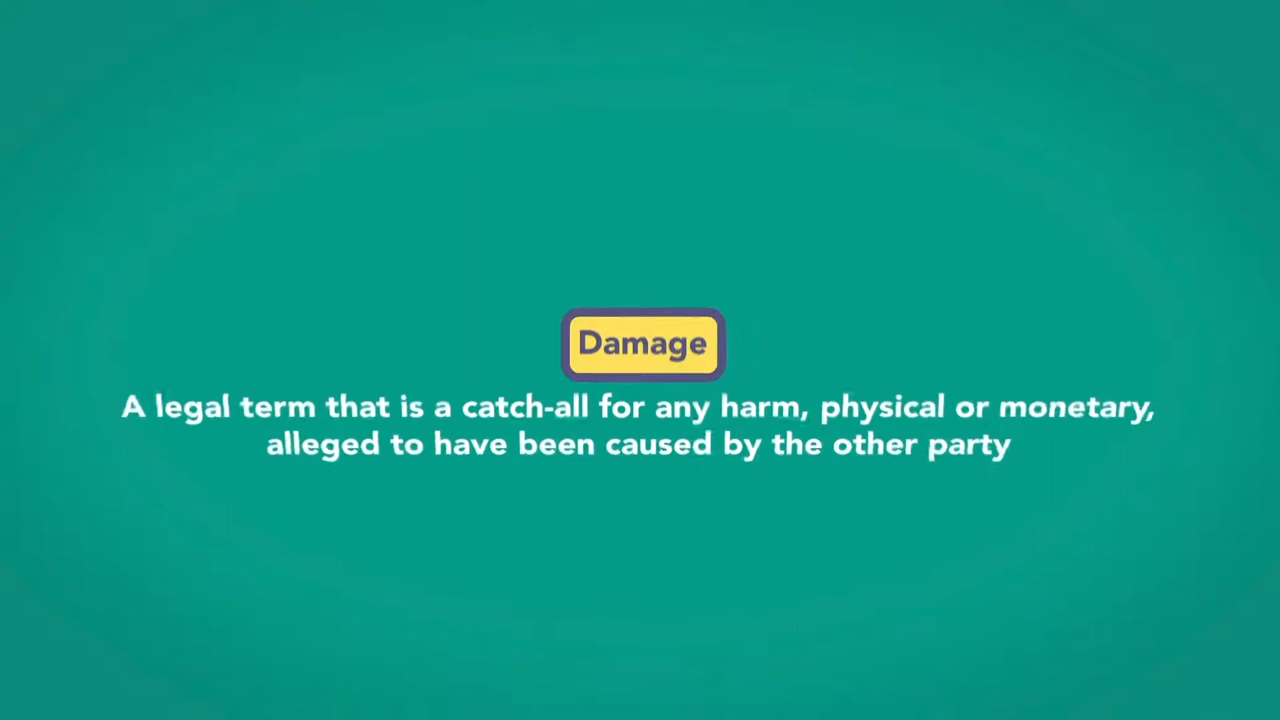 Damage
A legal term that is a catch-all for any harm, physical or monetary,
alleged to have been caused by the other party